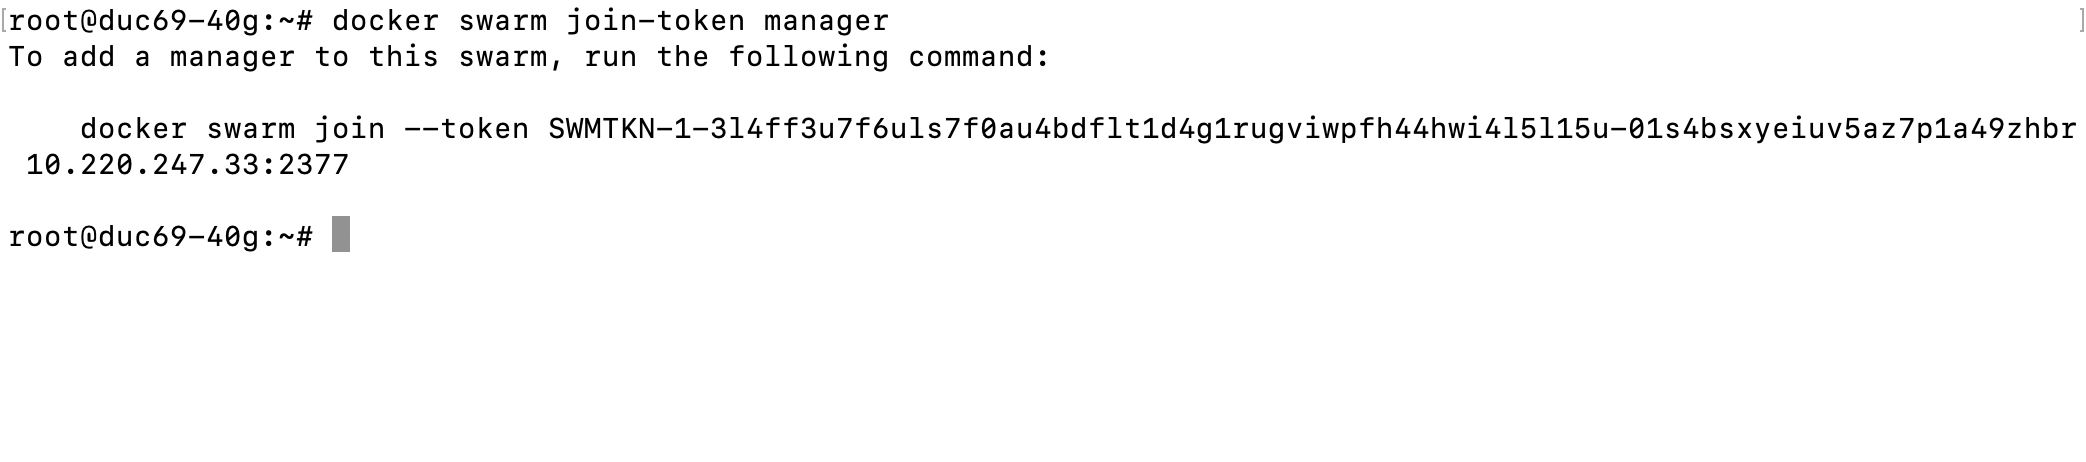 [root@duc69-40g:~# docker swarm join-token manager ]
To add a manager to this swarm, run the following command:
docker swarm join --token SWMTKN-1-3l4ff3u7f6uls7f0au4bdflt1d4g1rugviwpfh44hwi4l5l15u-01s4bsxyeiuv5az7p1a49zhbr
10.220.247.33:2377
root@duc69-40g:~#